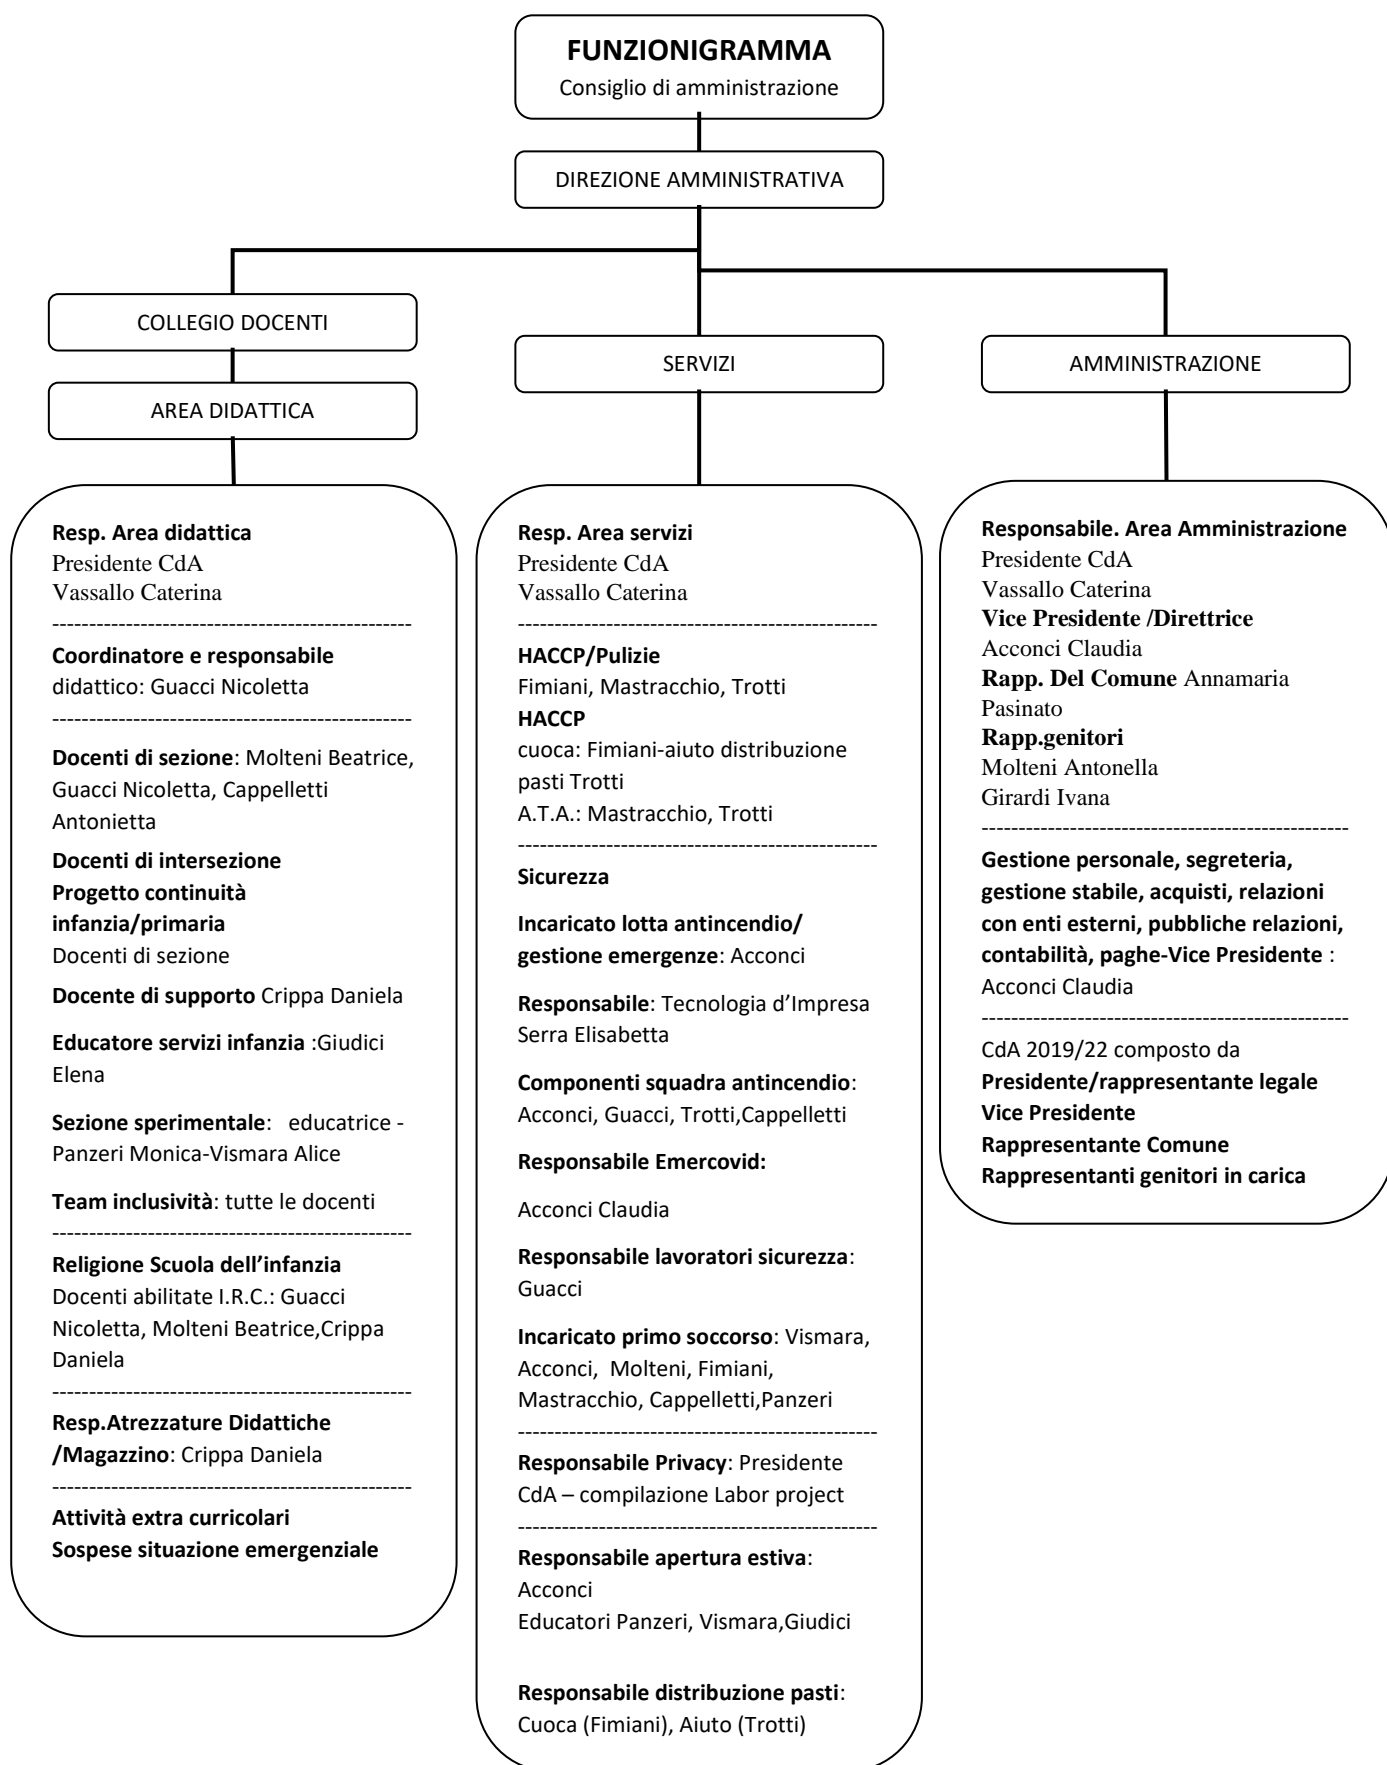 FUNZIONIGRAMMA
Consiglio di amministrazione
DIREZIONE AMMINISTRATIVA
COLLEGIO DOCENTI
AREA DIDATTICA
SERVIZI
AMMINISTRAZIONE
Resp. Area didattica
Presidente CdA
Vassallo Caterina
------------------------------------------------
Coordinatore e responsabile
didattico: Guacci Nicoletta
------------------------------------------------
Docenti di sezione: Molteni Beatrice,
Guacci Nicoletta, Cappelletti
Antonietta
Docenti di intersezione
Progetto continuità
infanzia/primaria
Docenti di sezione
Docente di supporto Crippa Daniela
Educatore servizi infanzia :Giudici
Elena
Sezione sperimentale:   educatrice -
Panzeri Monica-Vismara Alice
Team inclusività: tutte le docenti
------------------------------------------------
Religione Scuola dell’infanzia
Docenti abilitate I.R.C.: Guacci
Nicoletta, Molteni Beatrice,Crippa
Daniela
------------------------------------------------
Resp.Atrezzature Didattiche
/Magazzino: Crippa Daniela
------------------------------------------------
Attività extra curricolari
Sospese situazione emergenziale
Resp. Area servizi
Presidente CdA
Vassallo Caterina
------------------------------------------------
HACCP/Pulizie
Fimiani, Mastracchio, Trotti
HACCP
cuoca: Fimiani-aiuto distribuzione
pasti Trotti
A.T.A.: Mastracchio, Trotti
------------------------------------------------
Sicurezza
Incaricato lotta antincendio/
gestione emergenze: Acconci
Responsabile: Tecnologia d’Impresa
Serra Elisabetta
Componenti squadra antincendio:
Acconci, Guacci, Trotti,Cappelletti
Responsabile Emercovid:
Acconci Claudia
Responsabile lavoratori sicurezza:
Guacci
Incaricato primo soccorso: Vismara,
Acconci,  Molteni, Fimiani,
Mastracchio, Cappelletti,Panzeri
------------------------------------------------
Responsabile Privacy: Presidente
CdA – compilazione Labor project
------------------------------------------------
Responsabile apertura estiva:
Acconci
Educatori Panzeri, Vismara,Giudici
Responsabile distribuzione pasti:
Cuoca (Fimiani), Aiuto (Trotti)
Responsabile. Area Amministrazione
Presidente CdA
Vassallo Caterina
Vice Presidente /Direttrice
Acconci Claudia
Rapp. Del Comune Annamaria
Pasinato
Rapp.genitori
Molteni Antonella
Girardi Ivana
-------------------------------------------------
Gestione personale, segreteria,
gestione stabile, acquisti, relazioni
con enti esterni, pubbliche relazioni,
contabilità, paghe-Vice Presidente :
Acconci Claudia
-------------------------------------------------
CdA 2019/22 composto da
Presidente/rappresentante legale
Vice Presidente
Rappresentante Comune
Rappresentanti genitori in carica